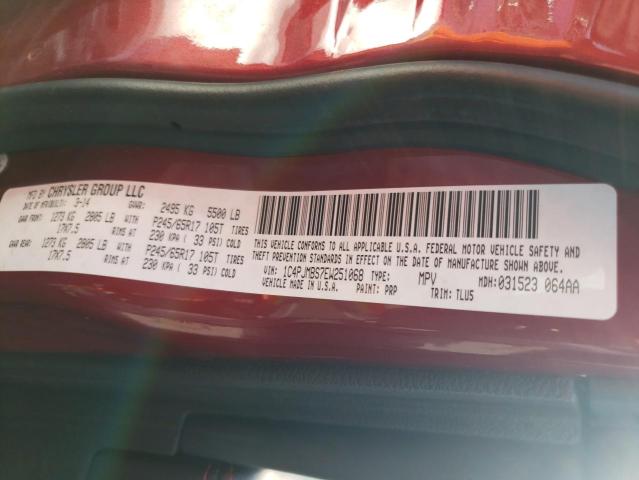 MFD BY CHRYSLER GROUP LLC
DATE OF MFR/BUILT: 3-14 GVWR: 2495 KG 5500 LB
GAWR FRONT: 1273 KG 2805 LB WITH P245/65R17 105T TIRES
17X7.5 RIMS AT 230 KPA ( 33 PSI) COLD
GAWR REAR: 1273 KG 2805 LB WITH P245/65R17 105T TIRES
17X7.5 RIMS AT 230 KPA ( 33 PSI) COLD
THIS VEHICLE CONFORMS TO ALL APPLICABLE U.S.A. FEDERAL MOTOR VEHICLE SAFETY AND
THEFT PREVENTION STANDARDS IN EFFECT ON THE DATE OF MANUFACTURE SHOWN ABOVE.
VIN: 1C4PJMBS7EW251068 TYPE: MPV MDH: 031523 064AA
VEHICLE MADE IN U.S.A. PAINT: PRP TRIM: TLU5